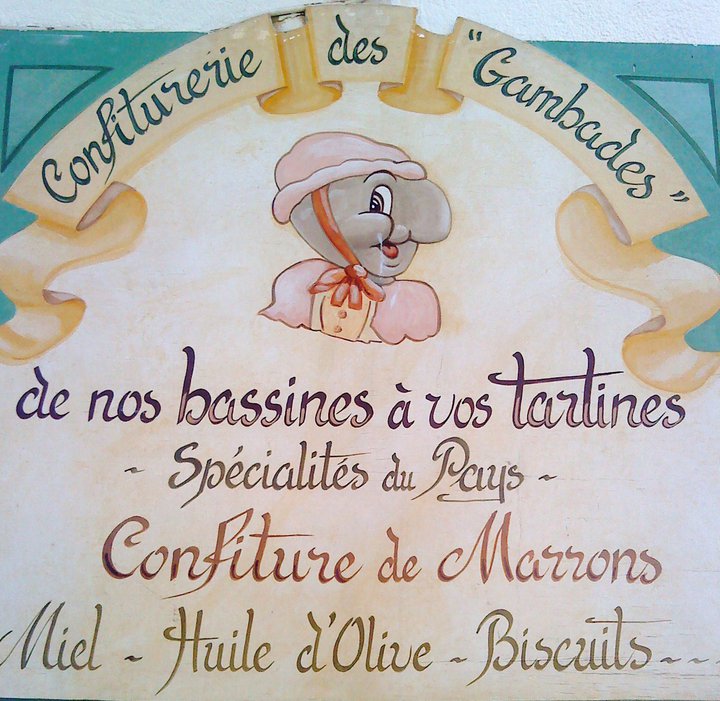 Confiturerie des "Gambades"
de nos bassines à vos tartines
- Spécialités du Pays -
Confiture de Marrons
Miel - Huile d'Olive - Biscuits---